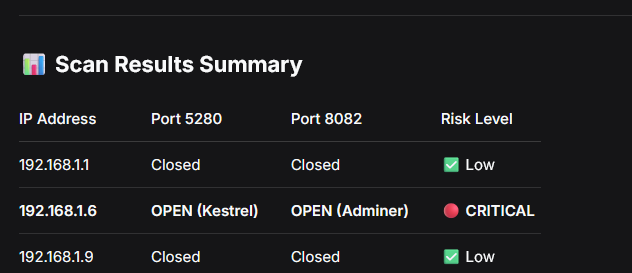 Scan Results Summary
IP Address Port 5280 Port 8082 Risk Level
192.168.1.1 Closed Closed Low
192.168.1.6 OPEN (Kestrel) OPEN (Adminer) CRITICAL
192.168.1.9 Closed Closed Low